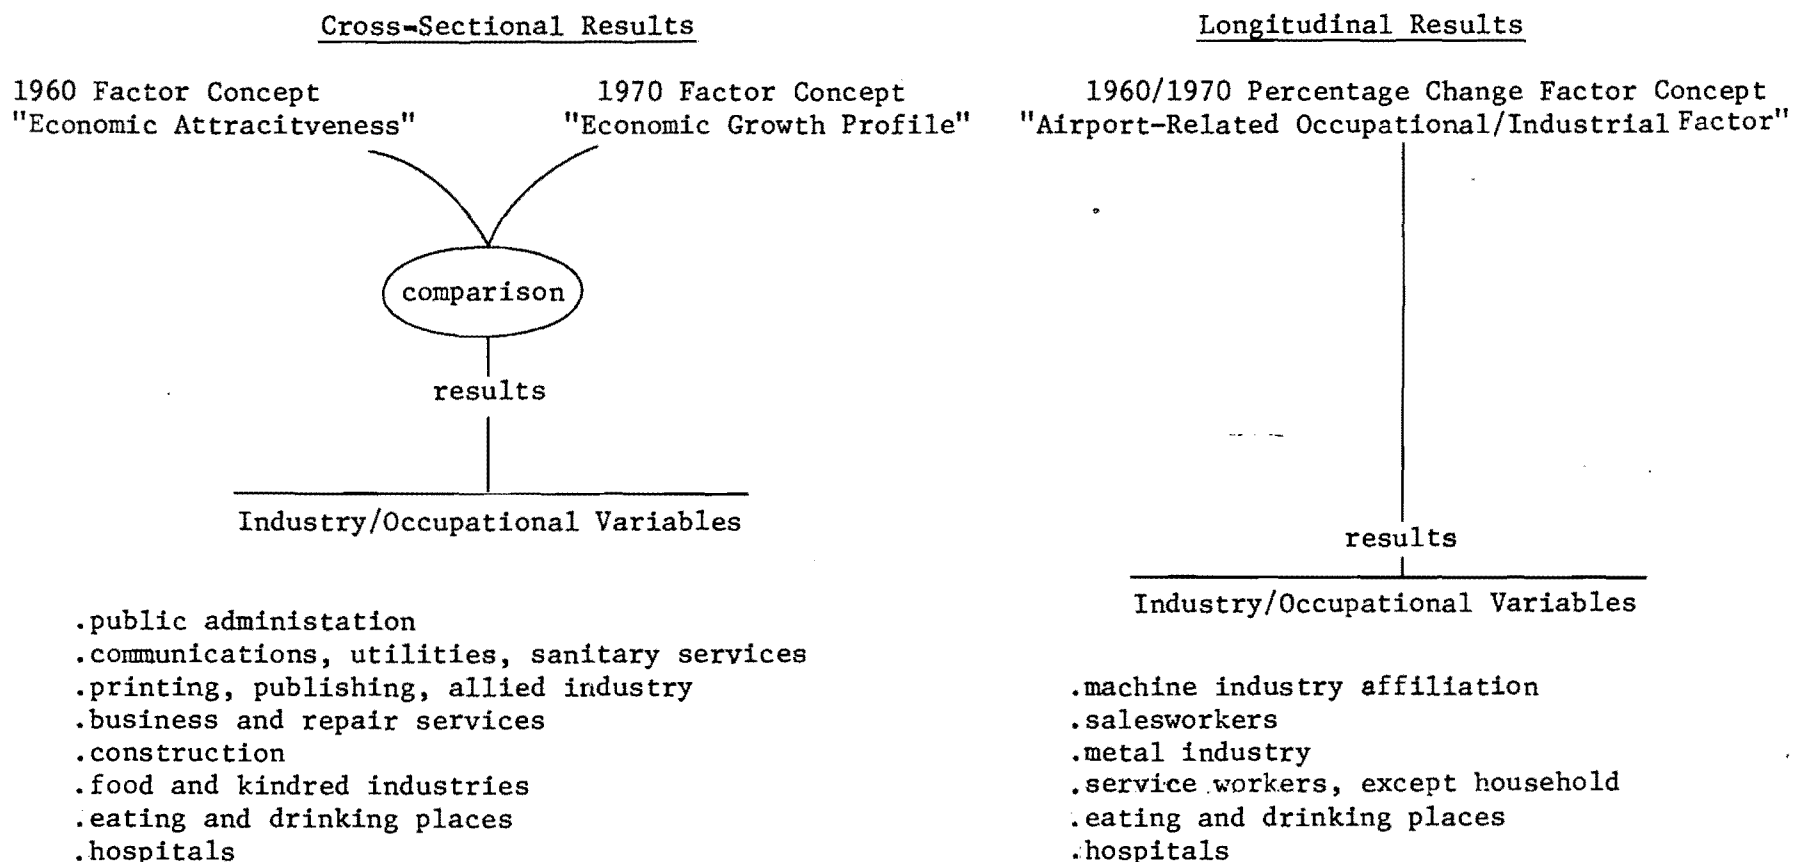 Cross-Sectional Results
1960 Factor Concept
"Economic Attracitveness"
1970 Factor Concept
"Economic Growth Profile"
comparison
results
Industry/Occupational Variables
.public administation
.communications, utilities, sanitary services
.printing, publishing, allied industry
.business and repair services
.construction
.food and kindred industries
.eating and drinking places
.hospitals
Longitudinal Results
1960/1970 Percentage Change Factor Concept
"Airport-Related Occupational/Industrial Factor"
results
Industry/Occupational Variables
.machine industry affiliation
.salesworkers
.metal industry
.service workers, except household
.eating and drinking places
.hospitals